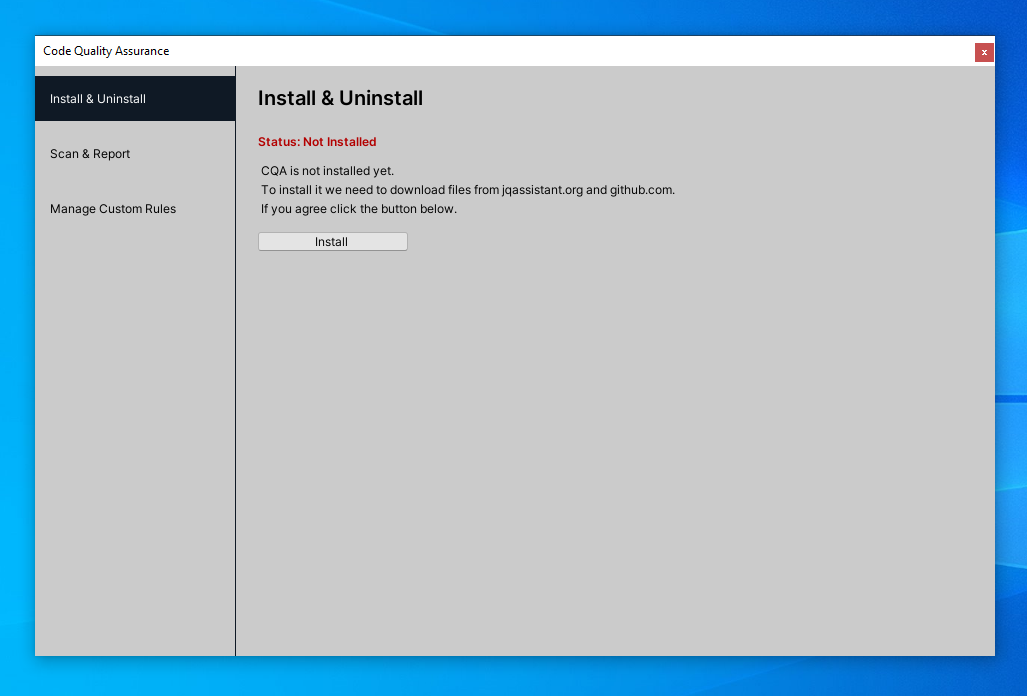 Code Quality Assurance
x
Install & Uninstall
Scan & Report
Manage Custom Rules
Install & Uninstall
Status: Not Installed
CQA is not installed yet.
To install it we need to download files from jqassistant.org and github.com.
If you agree click the button below.
Install